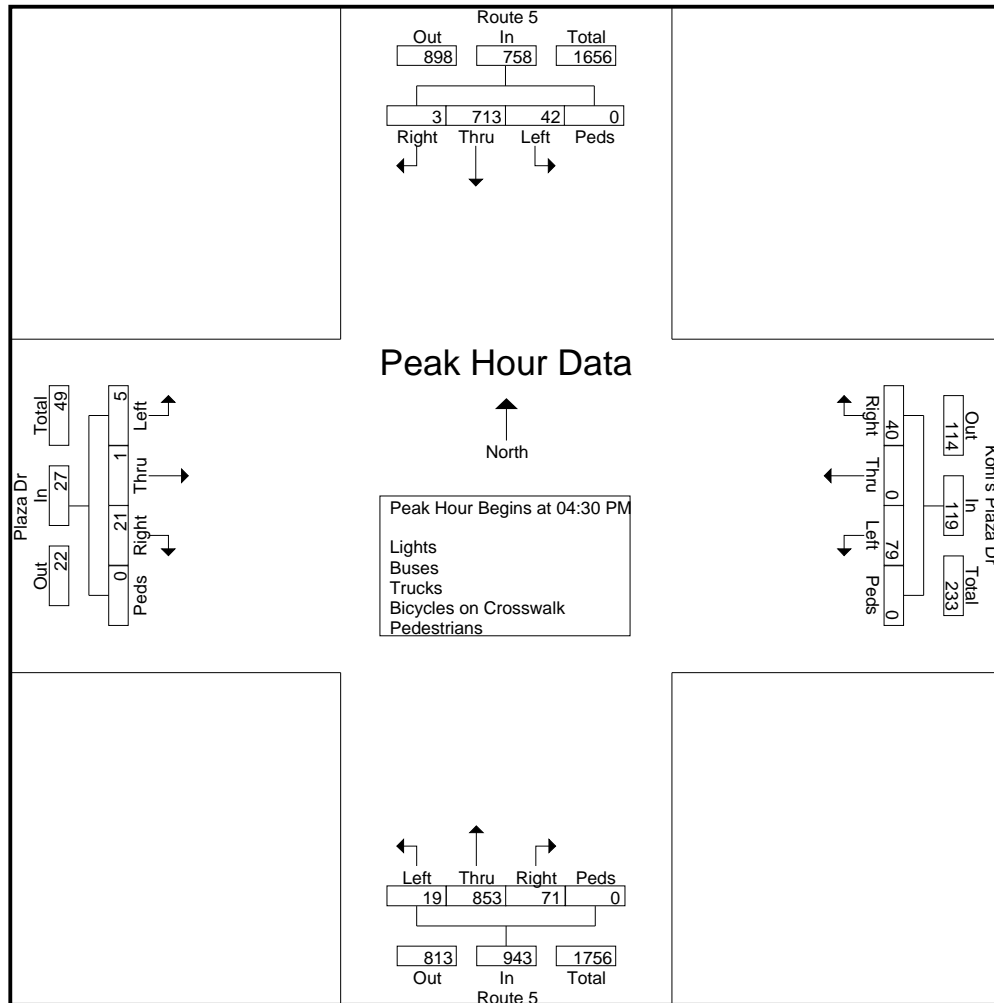 Route 5
Out In Total
898 758 1656
3 713 42 0
Right Thru Left Peds
Peak Hour Data
North
Peak Hour Begins at 04:30 PM
Lights
Buses
Trucks
Bicycles on Crosswalk
Pedestrians
Plaza Dr
Out In Total
22 27 49
5 1 21 0
Left Thru Right Peds
Kohl's Plaza Dr
Out In Total
114 119 233
40 0 79 0
Right Thru Left Peds
Left Thru Right Peds
19 853 71 0
813 943 1756
Out In Total
Route 5